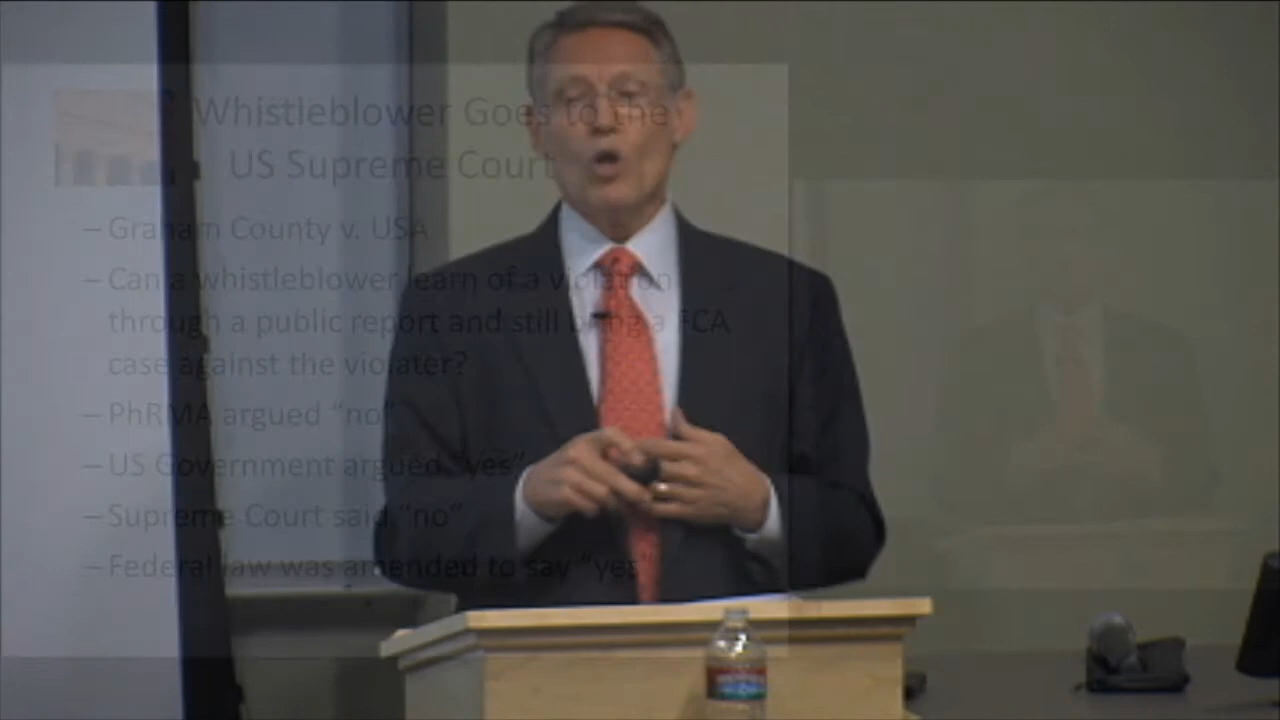 Whistleblower Goes to the
US Supreme Court
– Graham County v. USA
– Can a whistleblower learn of a violation
through a public report and still bring a FCA
case against the violater?
– PhRMA argued "no"
– US Government argued "yes"
– Supreme Court said "no"
– Federal law was amended to say "yes"